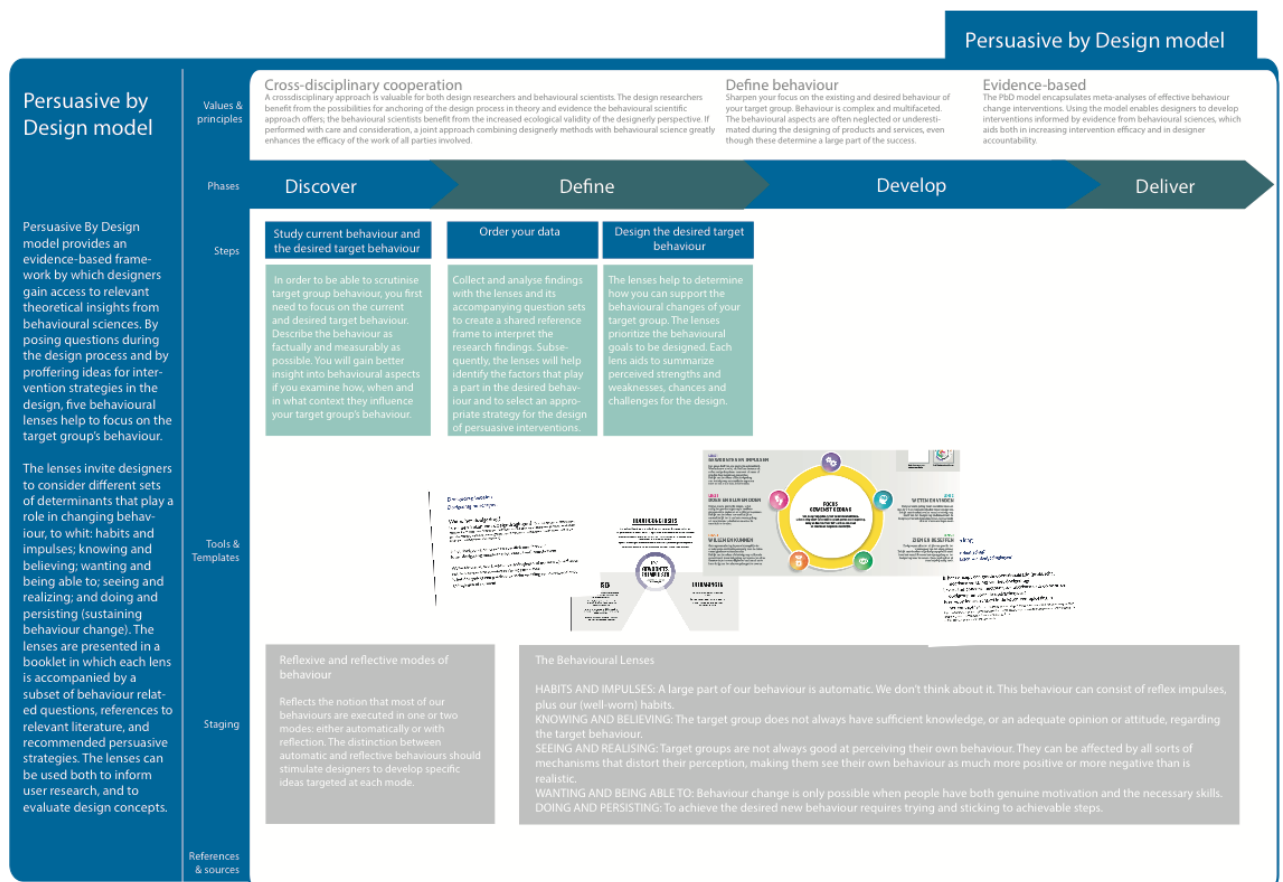 Persuasive by Design model
Persuasive by
Design model
Persuasive By Design
model provides an
evidence-based frame-
work by which designers
gain access to relevant
theoretical insights from
behavioural sciences. By
posing questions during
the design process and by
proffering ideas for inter-
vention strategies in the
design, five behavioural
lenses help to focus on the
target group's behaviour.
The lenses invite designers
to consider different sets
of determinants that play a
role in changing behav-
iour, to whit: habits and
impulses; knowing and
believing; wanting and
being able to; seeing and
realizing; and doing and
persisting (sustaining
behaviour change). The
lenses are presented in a
booklet in which each lens
is accompanied by a
subset of behaviour relat-
ed questions, references to
relevant literature, and
recommended persuasive
strategies. The lenses can
be used both to inform
user research, and to
evaluate design concepts.
Values &
principles
Cross-disciplinary cooperation
A crossdisciplinary approach is valuable for both design researchers and behavioural scientists. The design researchers
benefit from the possibilities for anchoring of the design process in theory and evidence the behavioural scientific
approach offers; the behavioural scientists benefit from the increased ecological validity of the designerly perspective. If
performed with care and consideration, a joint approach combining designerly methods with behavioural science greatly
enhances the efficacy of the work of all parties involved.
Define behaviour
Sharpen your focus on the existing and desired behaviour of
your target group. Behaviour is complex and multifaceted.
The behavioural aspects are often neglected or underesti-
mated during the designing of products and services, even
though these determine a large part of the success.
Evidence-based
The PbD model encapsulates meta-analyses of effective behaviour
change interventions. Using the model enables designers to develop
interventions informed by evidence from behavioural sciences, which
aids both in increasing intervention efficacy and in designer
accountability.
Phases
Discover
Define
Develop
Deliver
Steps
Study current behaviour and
the desired target behaviour
In order to be able to scrutinise
target group behaviour, you first
need to focus on the current
and desired target behaviour.
Describe the behaviour as
factually and measurably as
possible. You will gain better
insight into behavioural aspects
if you examine how, when and
in what context they influence
your target group's behaviour.
Order your data
Collect and analyse findings
with the lenses and its
accompanying question sets
to create a shared reference
frame to interpret the
research findings. Subse-
quently, the lenses will help
identify the factors that play
a part in the desired behav-
iour and to select an appro-
priate strategy for the design
of persuasive interventions.
Design the desired target
behaviour
The lenses help to determine
how you can support the
behavioural changes of your
target group. The lenses
prioritize the behavioural
goals to be designed. Each
lens aids to summarize
perceived strengths and
weaknesses, chances and
challenges for the design.
Tools &
Templates
FOCUS
GEWENST GEDRAG
WILLEN EN KUNNEN
WETEN EN VINDEN
ZIEN EN BESEFFEN
Staging
Reflexive and reflective modes of
behaviour
Reflects the notion that most of our
behaviours are executed in one or two
modes: either automatically or with
reflection. The distinction between
automatic and reflective behaviours should
stimulate designers to develop specific
ideas targeted at each mode.
The Behavioural Lenses
HABITS AND IMPULSES: A large part of our behaviour is automatic. We don't think about it. This behaviour can consist of reflex impulses,
plus our (well-worn) habits.
KNOWING AND BELIEVING: The target group does not always have sufficient knowledge, or an adequate opinion or attitude, regarding
the target behaviour.
SEEING AND REALISING: Target groups are not always good at perceiving their own behaviour. They can be affected by all sorts of
mechanisms that distort their perception, making them see their own behaviour as much more positive or more negative than is
realistic.
WANTING AND BEING ABLE TO: Behaviour change is only possible when people have both genuine motivation and the necessary skills.
DOING AND PERSISTING: To achieve the desired new behaviour requires trying and sticking to achievable steps.
References
& sources